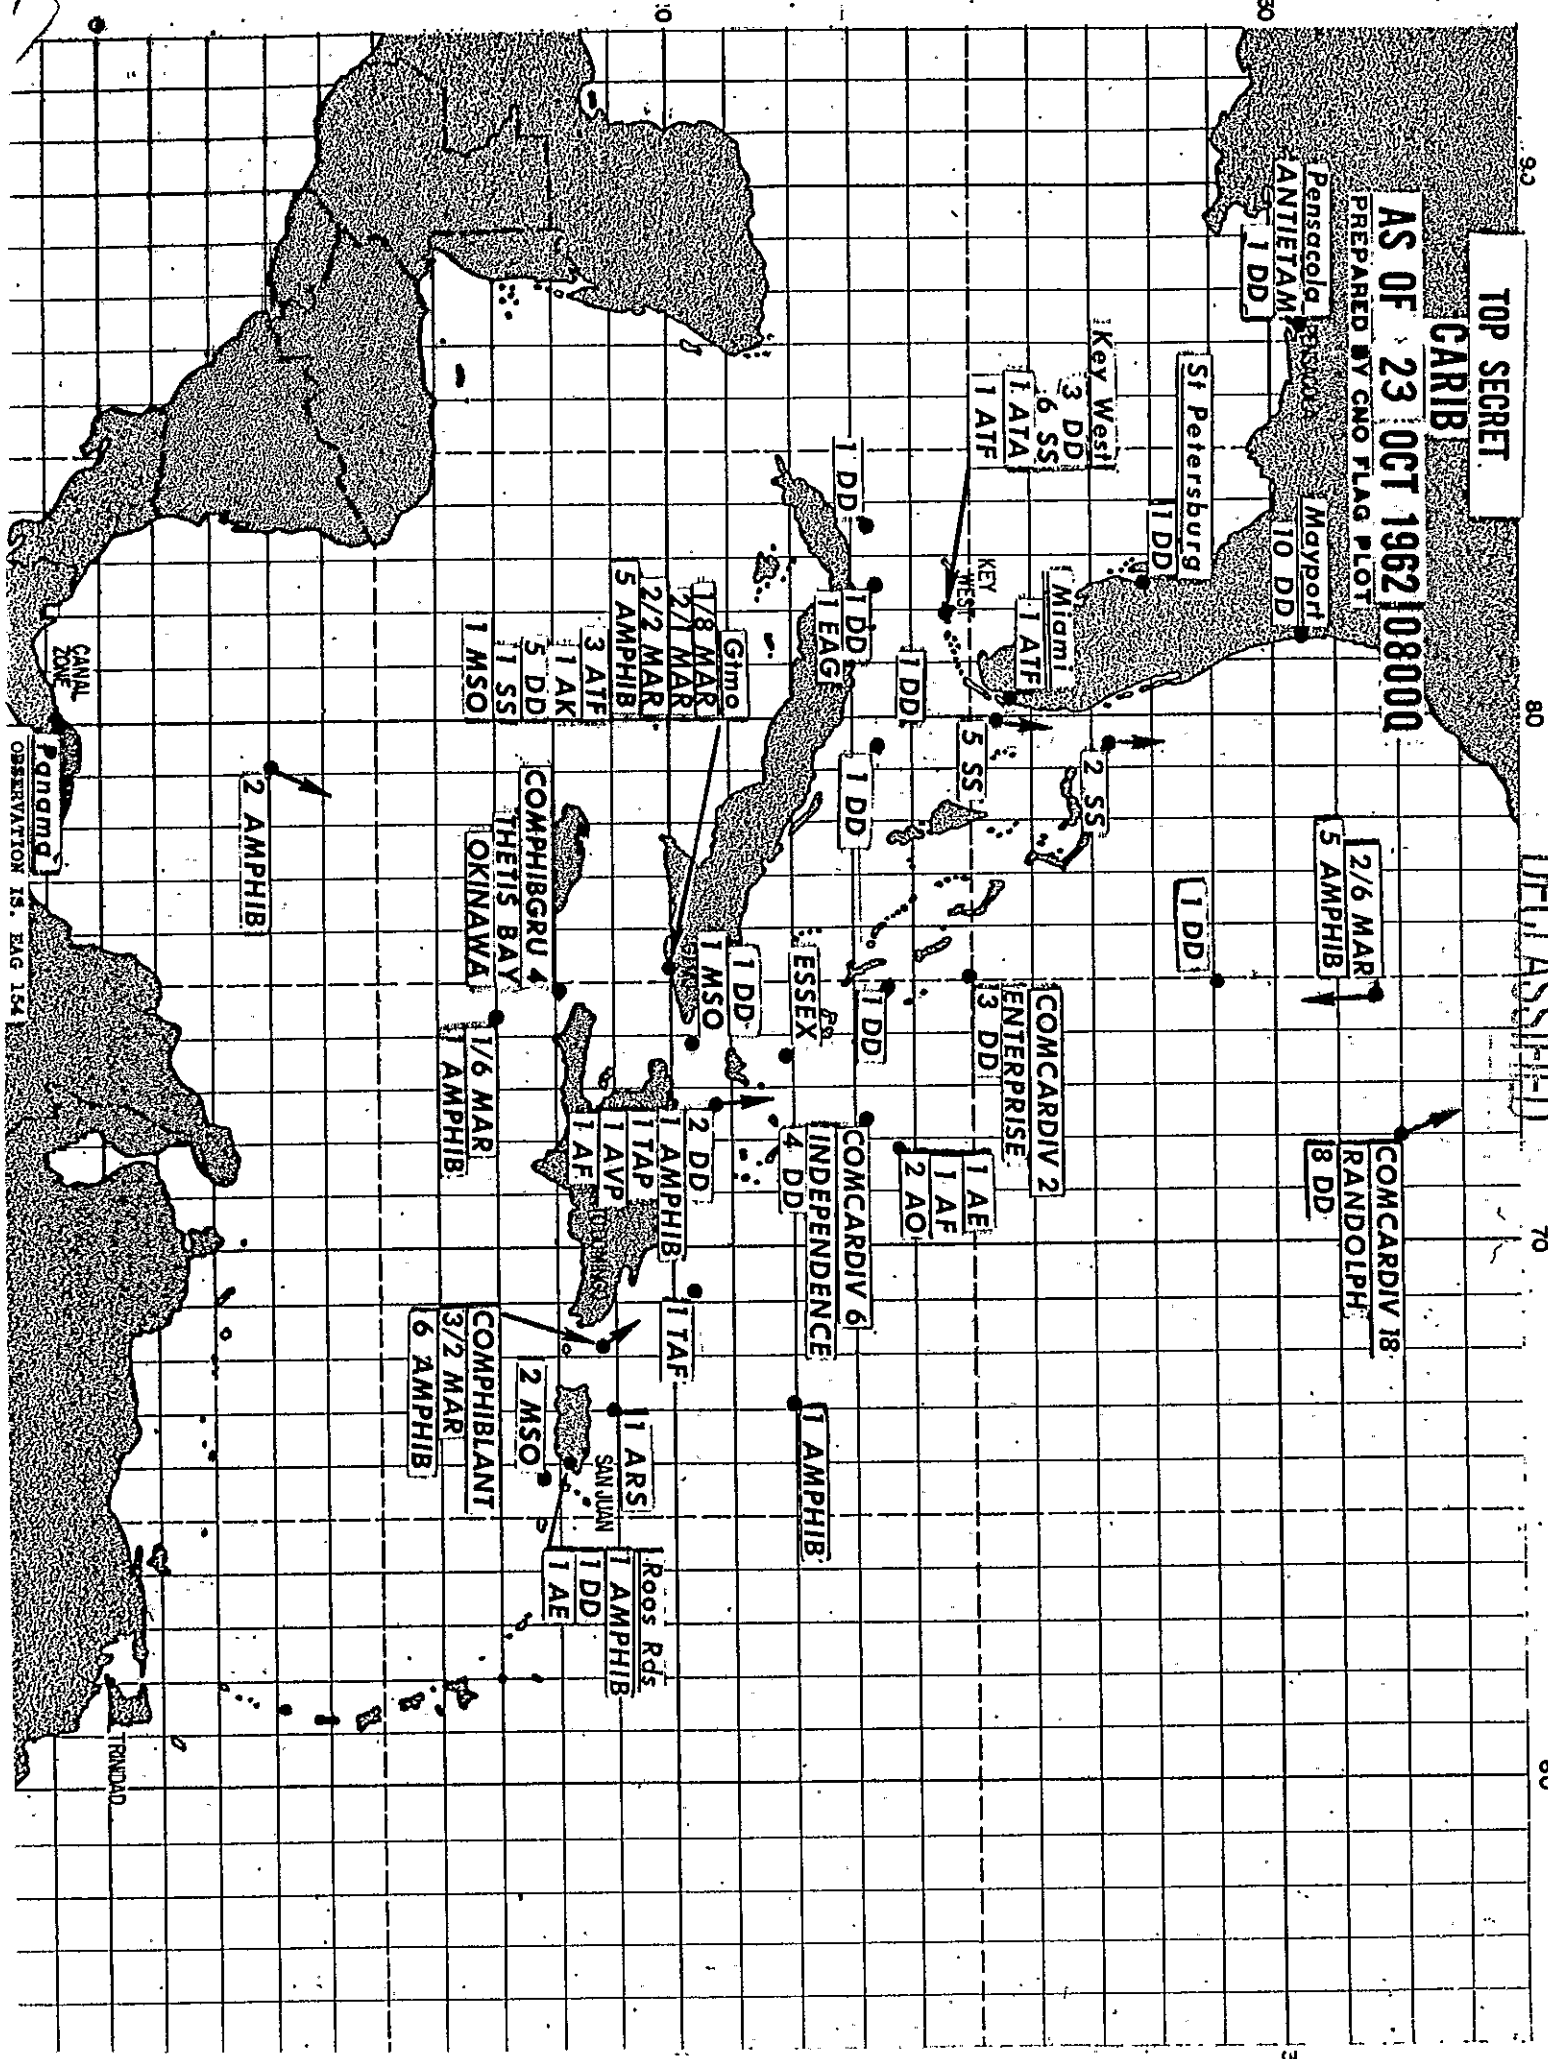 TOP SECRET
CARIB
AS OF 23 OCT 1962 0800Q
PREPARED BY CNO FLAG PLOT
90
80
70
Pensacola
ANTIETAM
1 DD
PENSACOLA
Mayport
10 DD
St Petersburg
1 DD
Key West
3 DD
6 SS
1 ATA
1 ATF
KEY
WEST
Miami
1 ATF
2/6 MAR
5 AMPHIB
COMCARDIV 18
RANDOLPH
8 DD
1 DD
2 SS
5 SS
1 DD
1 DD
1 DD
1 EAG
1 DD
COMCARDIV 2
ENTERPRISE
3 DD
1 AE
1 AF
2 AO
1 DD
ESSEX
COMCARDIV 6
INDEPENDENCE
4 DD
1 AMPHIB
1 DD
1 MSO
Gtmo
1/8 MAR
2/1 MAR
2/2 MAR
5 AMPHIB
3 ATF
1 AK
5 DD
1 SS
1 MSO
2 DD
1 AMPHIB
1 TAP
1 AVP
1 AF
1 TAF
1 ARS
SAN JUAN
Roos Rds
1 AMPHIB
1 DD
1 AE
2 MSO
COMPHIBLANT
3/2 MAR
6 AMPHIB
COMPHIBGRU 4
THETIS BAY
OKINAWA
1/6 MAR
1 AMPHIB
2 AMPHIB
CANAL
ZONE
Panama
TRINIDAD
OBSERVATION IS. EAG 154